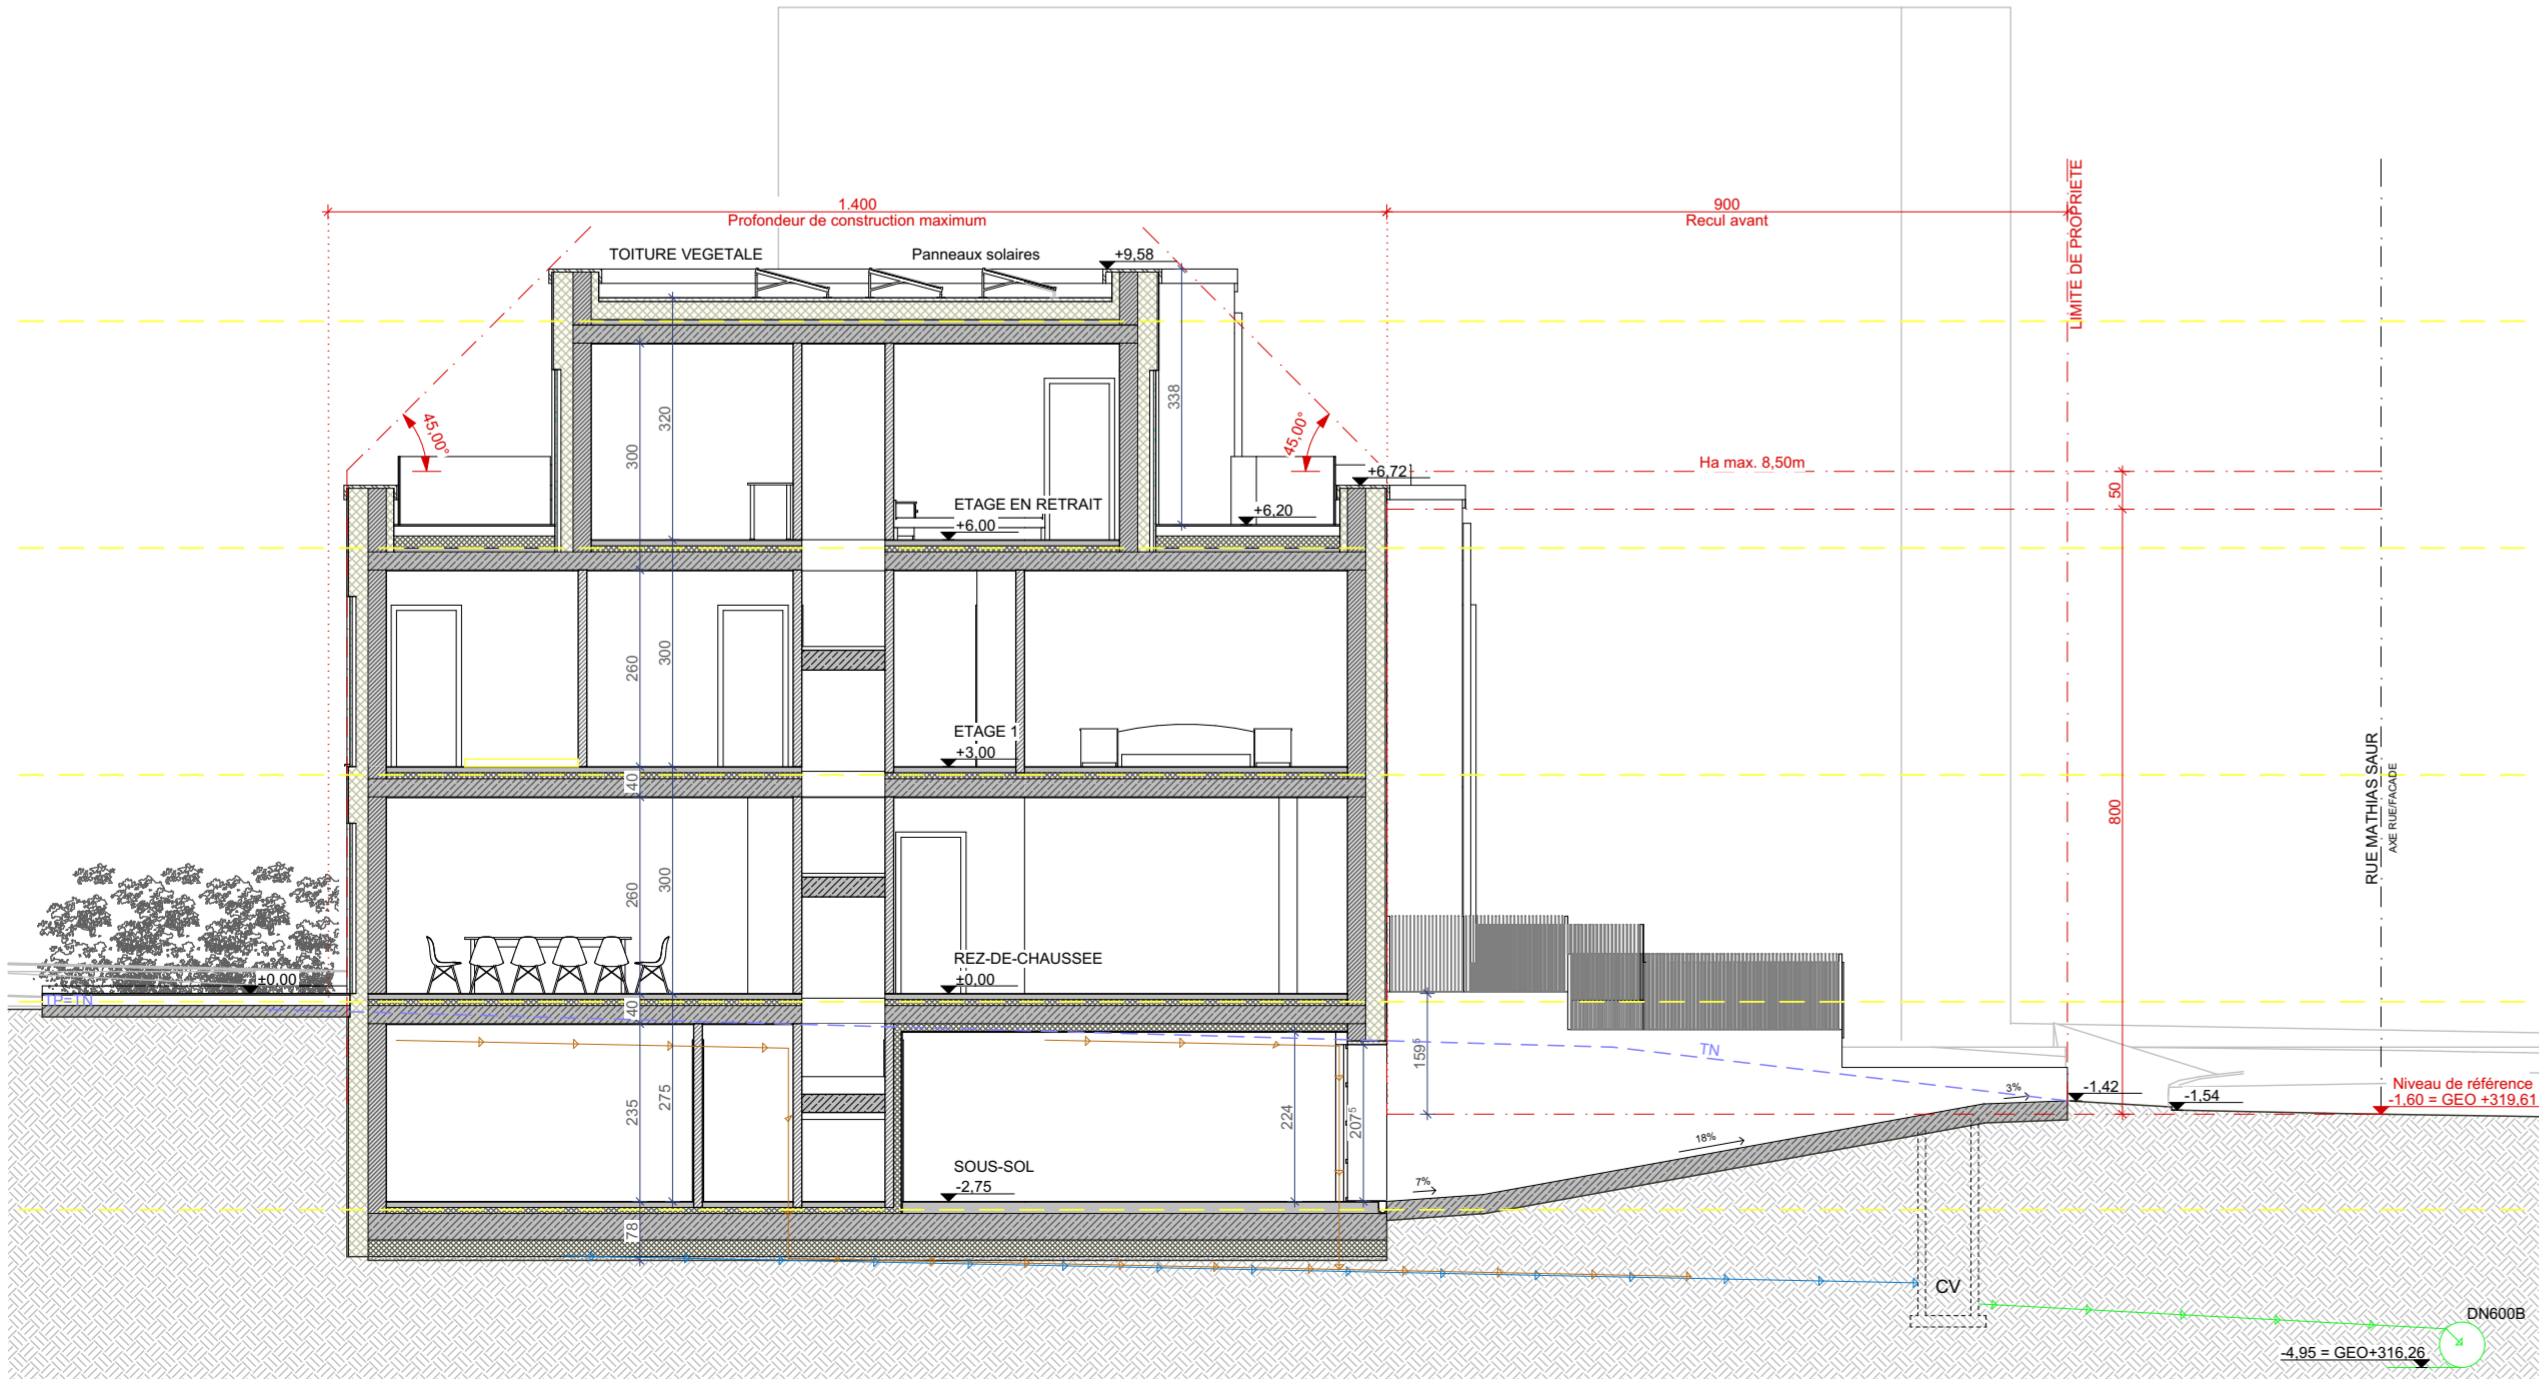 1.400
Profondeur de construction maximum
900
Recul avant
LIMITE DE PROPRIETE
TOITURE VEGETALE
Panneaux solaires
+9,58
338
320
300
45,00°
45,00°
+6,72
Ha max. 8,50m
50
ETAGE EN RETRAIT
+6,00
+6,20
260
300
ETAGE 1
+3,00
40
800
RUE MATHIAS SAUR
AXE RUE/FACADE
260
300
REZ-DE-CHAUSSEE
±0,00
±0,00
TP=TN
40
TN
159⁵
235
275
224
207⁵
3%
-1,42
-1,54
Niveau de référence
-1,60 = GEO +319,61
18%
7%
SOUS-SOL
-2,75
78
CV
DN600B
-4,95 = GEO+316,26